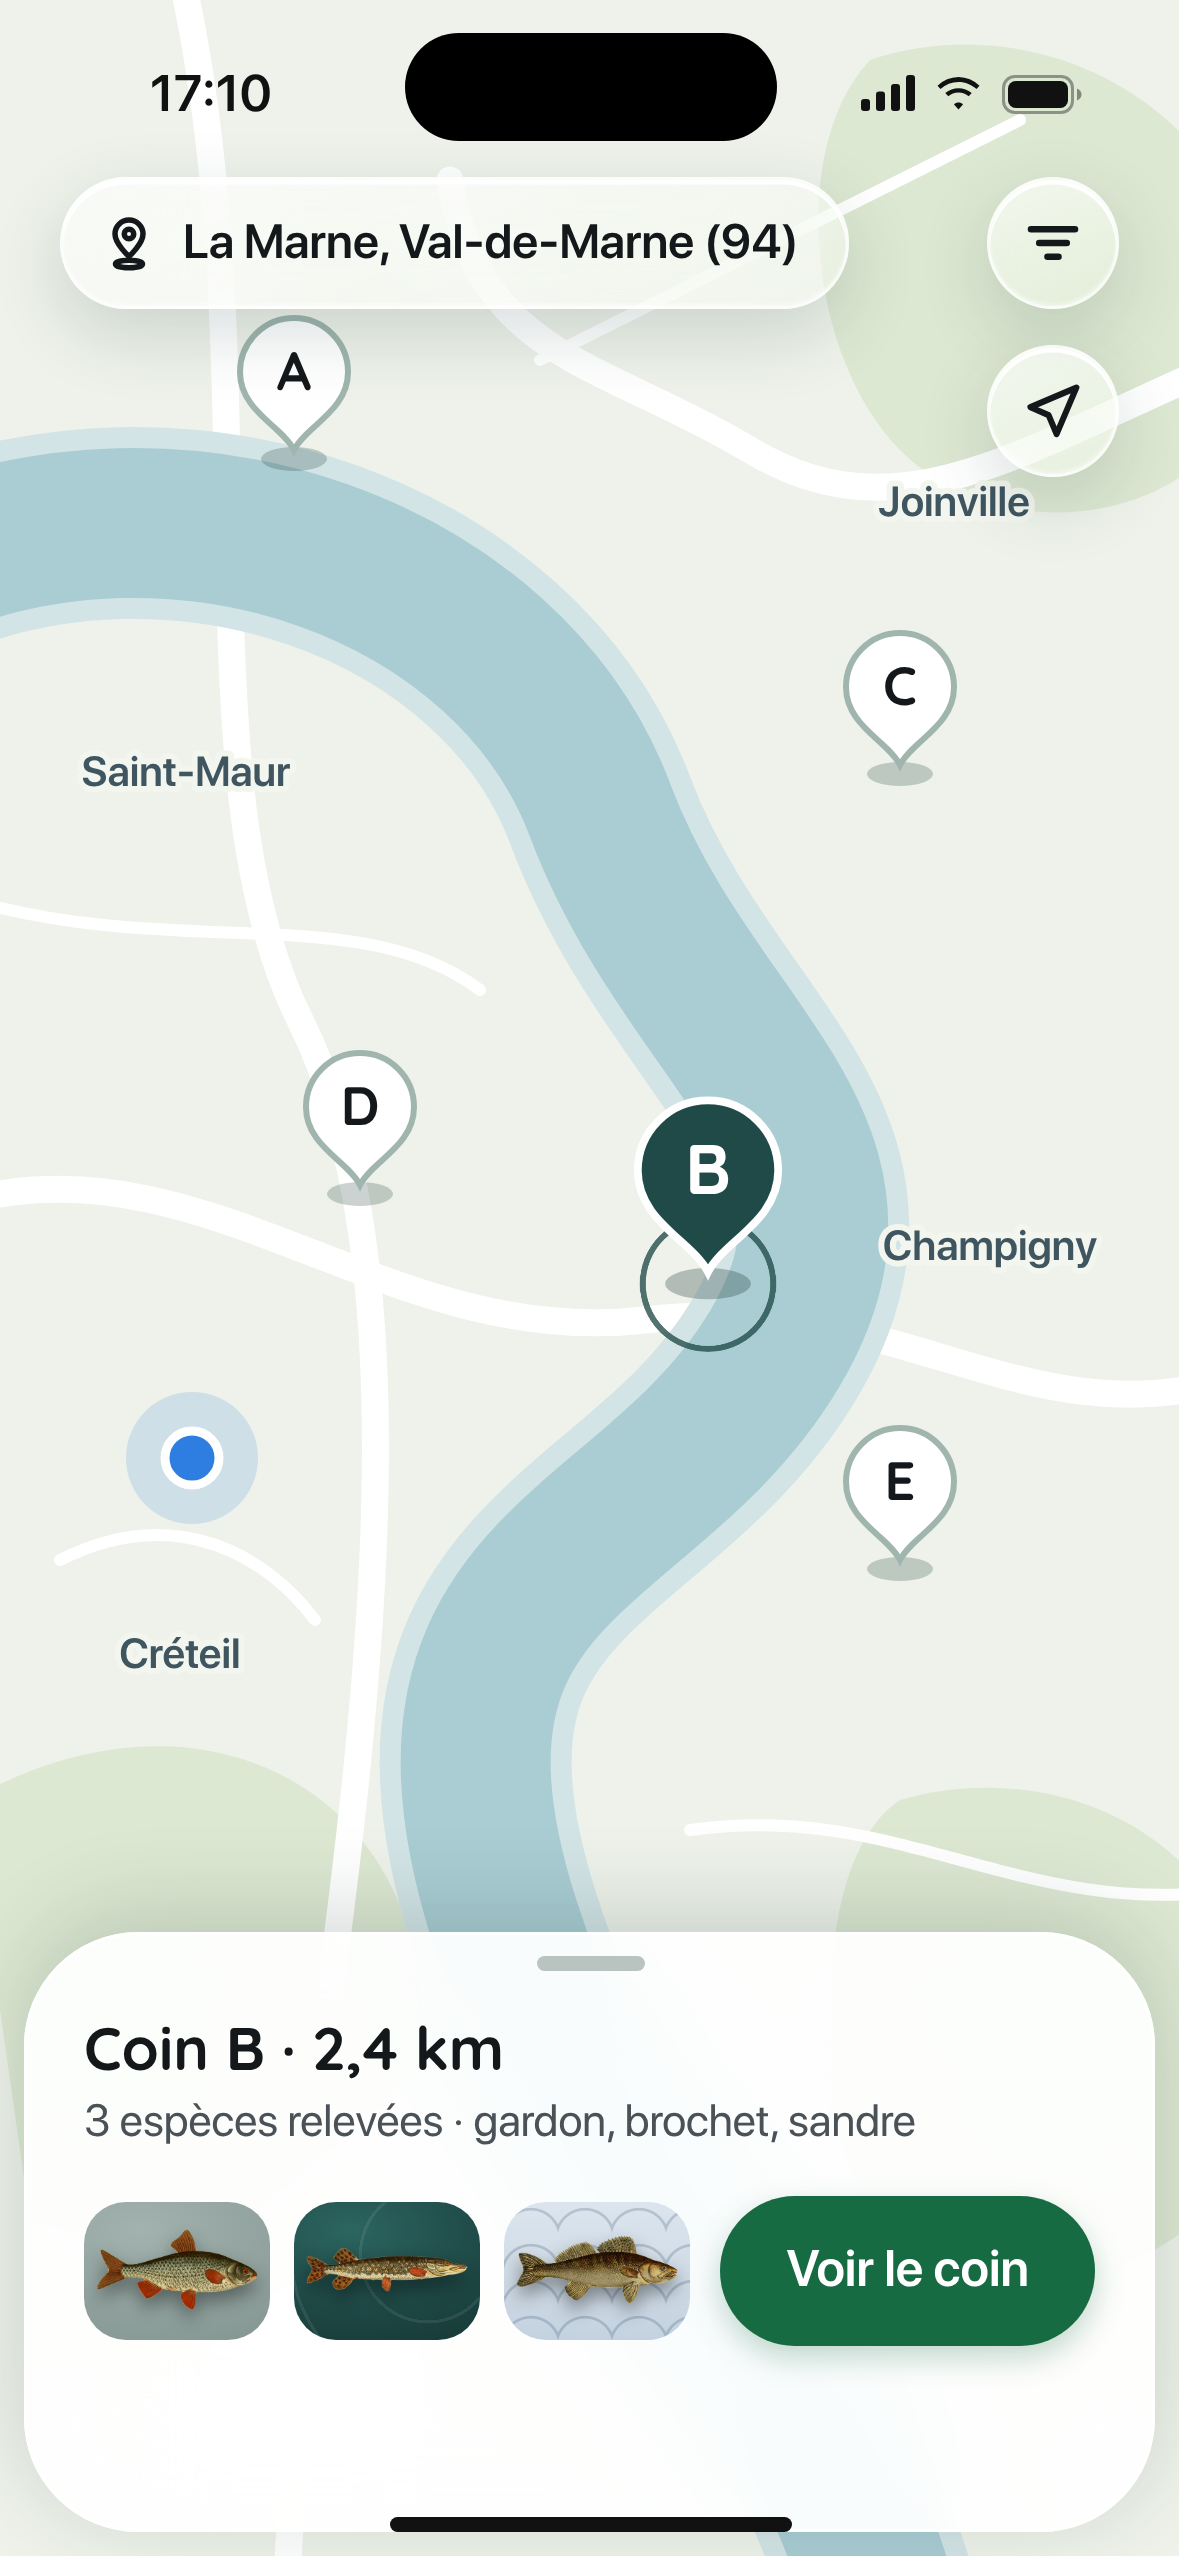 17:10
La Marne, Val-de-Marne (94)
A
Joinville
C
Saint-Maur
D
B
Champigny
E
Créteil
Coin B · 2,4 km
3 espèces relevées · gardon, brochet, sandre
Voir le coin